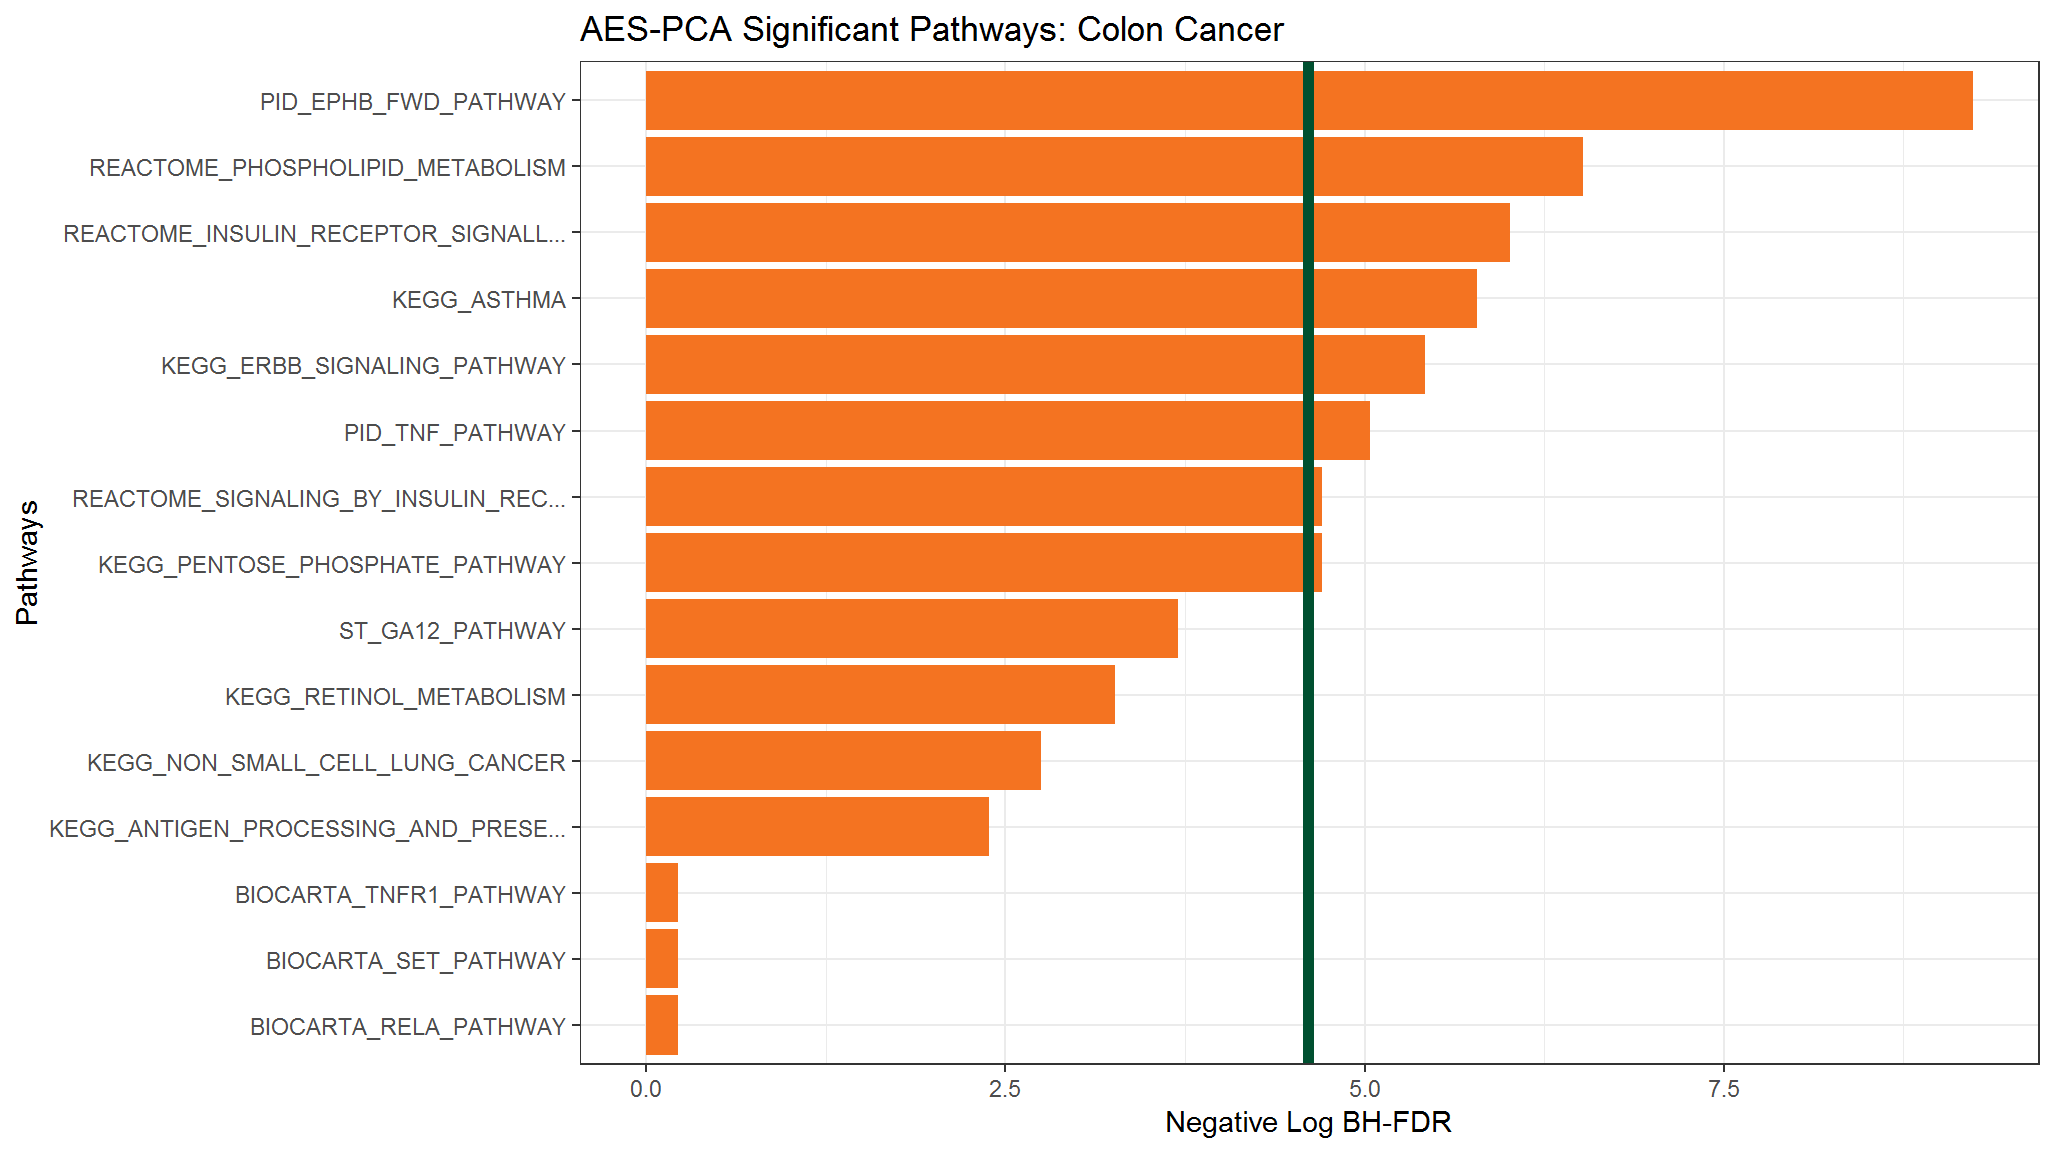 AES-PCA Significant Pathways: Colon Cancer
PID_EPHB_FWD_PATHWAY
REACTOME_PHOSPHOLIPID_METABOLISM
REACTOME_INSULIN_RECEPTOR_SIGNALL...
KEGG_ASTHMA
KEGG_ERBB_SIGNALING_PATHWAY
PID_TNF_PATHWAY
REACTOME_SIGNALING_BY_INSULIN_REC...
KEGG_PENTOSE_PHOSPHATE_PATHWAY
ST_GA12_PATHWAY
KEGG_RETINOL_METABOLISM
KEGG_NON_SMALL_CELL_LUNG_CANCER
KEGG_ANTIGEN_PROCESSING_AND_PRESE...
BIOCARTA_TNFR1_PATHWAY
BIOCARTA_SET_PATHWAY
BIOCARTA_RELA_PATHWAY
Pathways
0.0 2.5 5.0 7.5
Negative Log BH-FDR